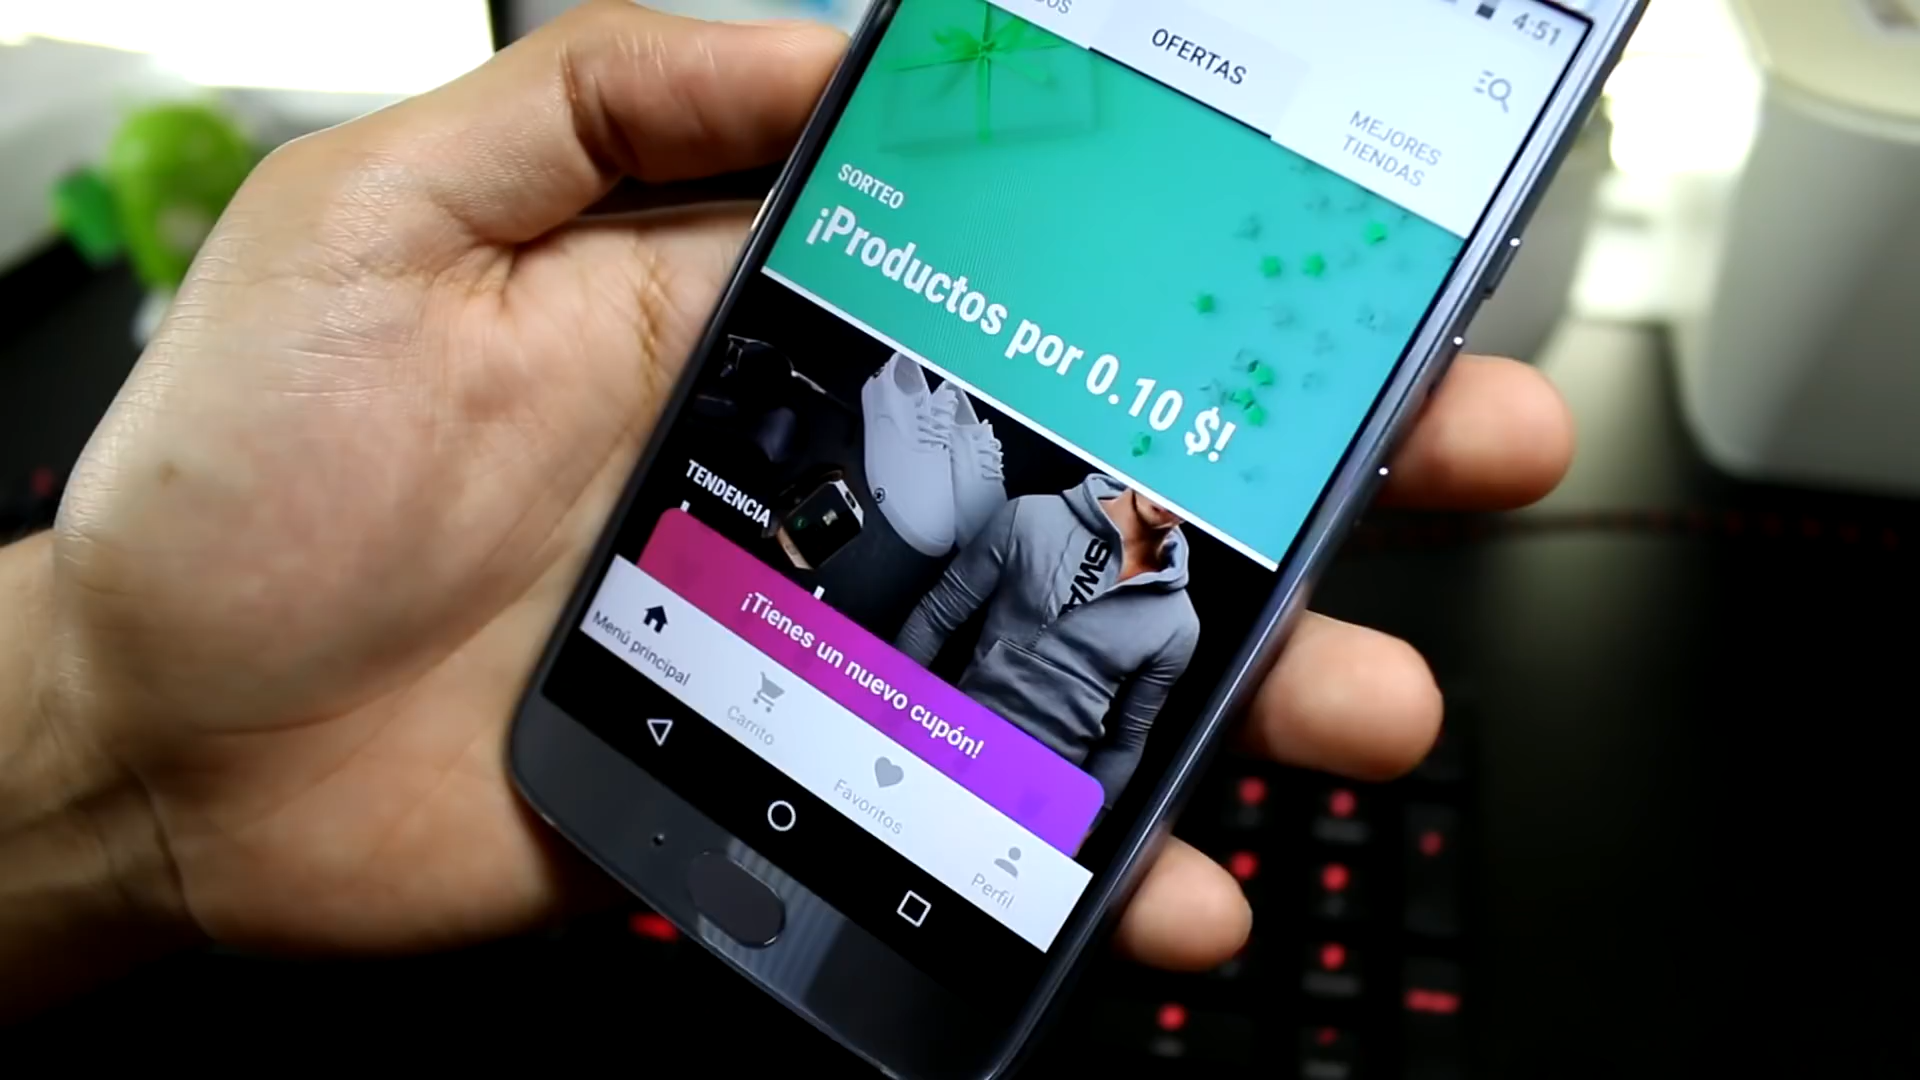 4:51
OFERTAS
MEJORES
TIENDAS
SORTEO
¡Productos por 0.10 $!
TENDENCIA
SWA
¡Tienes un nuevo cupón!
Menú principal
Carrito
Favoritos
Perfil